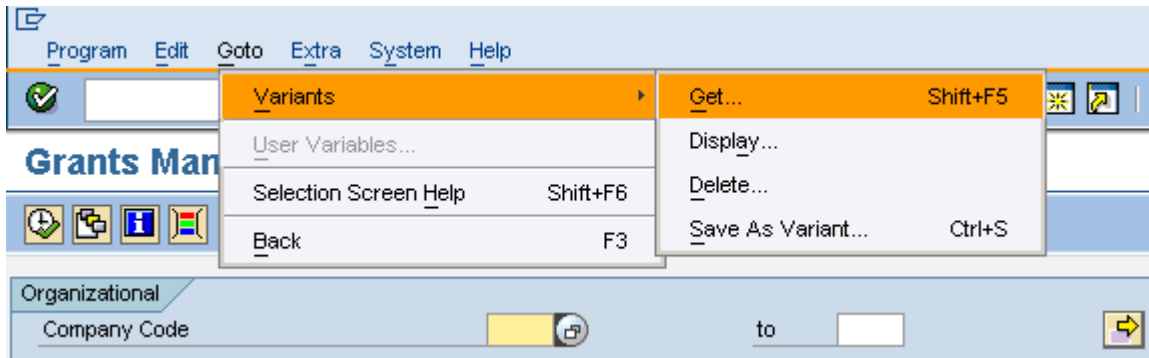 Program Edit Goto Extra System Help
Variants
Get... Shift+F5
User Variables...
Display...
Grants Man
Selection Screen Help Shift+F6
Delete...
Back F3
Save As Variant... Ctrl+S
Organizational
Company Code to